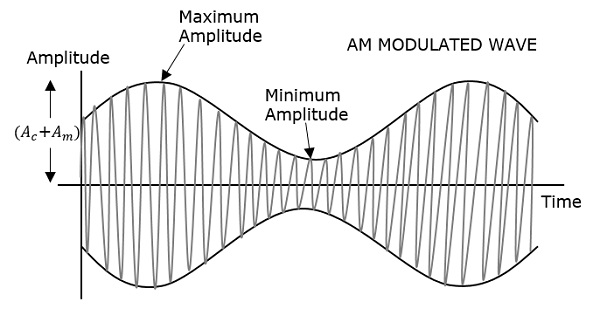 Maximum
Amplitude
AM MODULATED WAVE
Amplitude
Minimum
Amplitude
(A_c+A_m)
Time